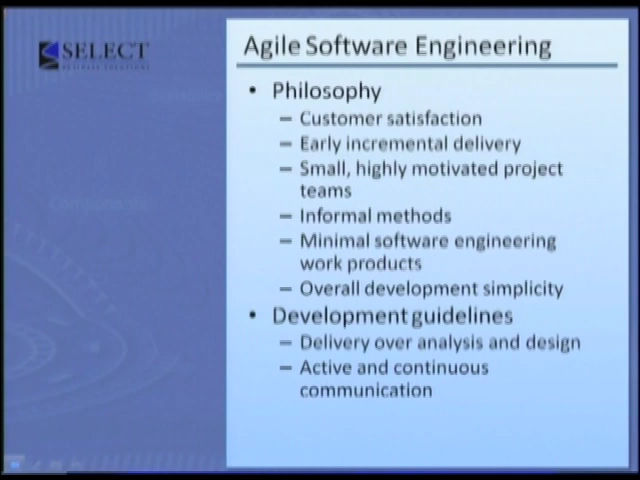 SELECT
Agile Software Engineering
• Philosophy
– Customer satisfaction
– Early incremental delivery
– Small, highly motivated project
teams
– Informal methods
– Minimal software engineering
work products
– Overall development simplicity
• Development guidelines
– Delivery over analysis and design
– Active and continuous
communication